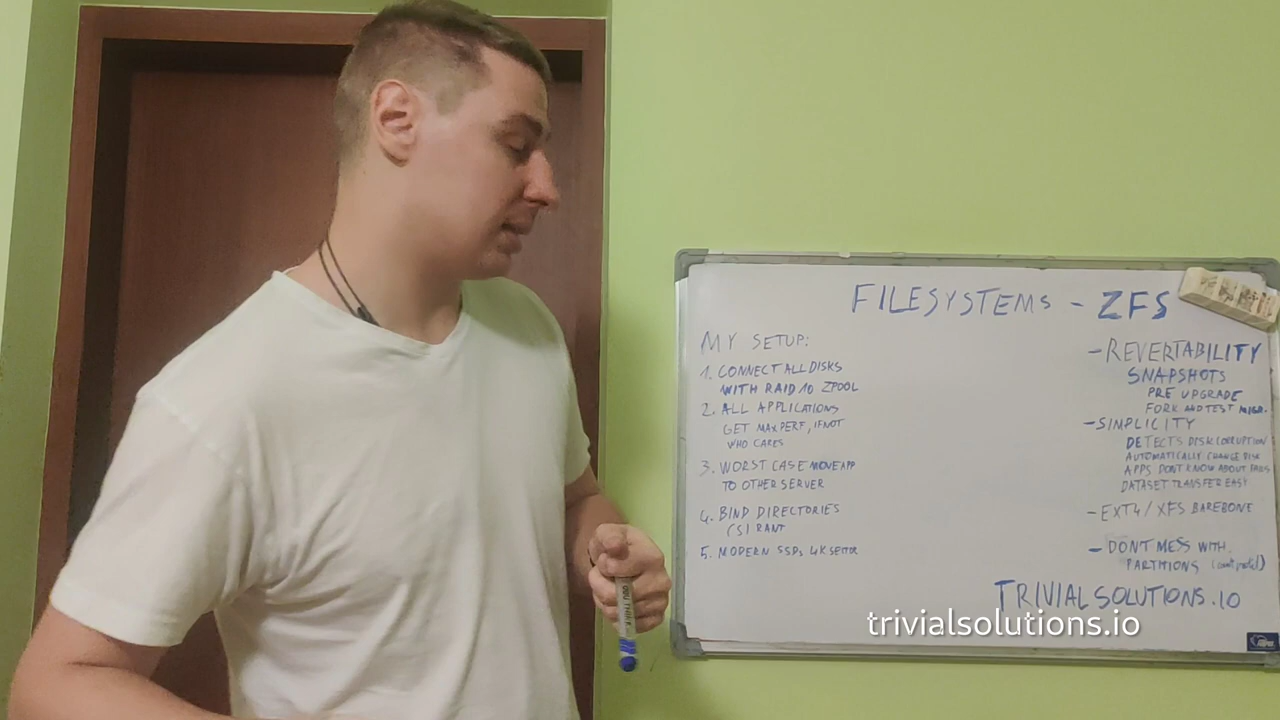 FILESYSTEMS - ZFS
MY SETUP:
1. CONNECT ALL DISKS
WITH RAID 10 ZPOOL
2. ALL APPLICATIONS
GET MAX PERF, IF NOT
WHO CARES
3. WORST CASE MOVE APP
TO OTHER SERVER
4. BIND DIRECTORIES
(S) RANT
5. MODERN SSDs 4K SECTOR
- REVERTABILITY
SNAPSHOTS
PRE UPGRADE
FORK AND TEST
- SIMPLICITY
DETECTS DISK CORRUPTION
AUTOMATICALLY CHANGE DISK
APPS DONT KNOW ABOUT
DATASET TRANSFER EASY
- EXT4 / XFS BAREBONE
- DONT MESS WITH
PARTITIONS
TRIVIALSOLUTIONS.IO
trivialsolutions.io